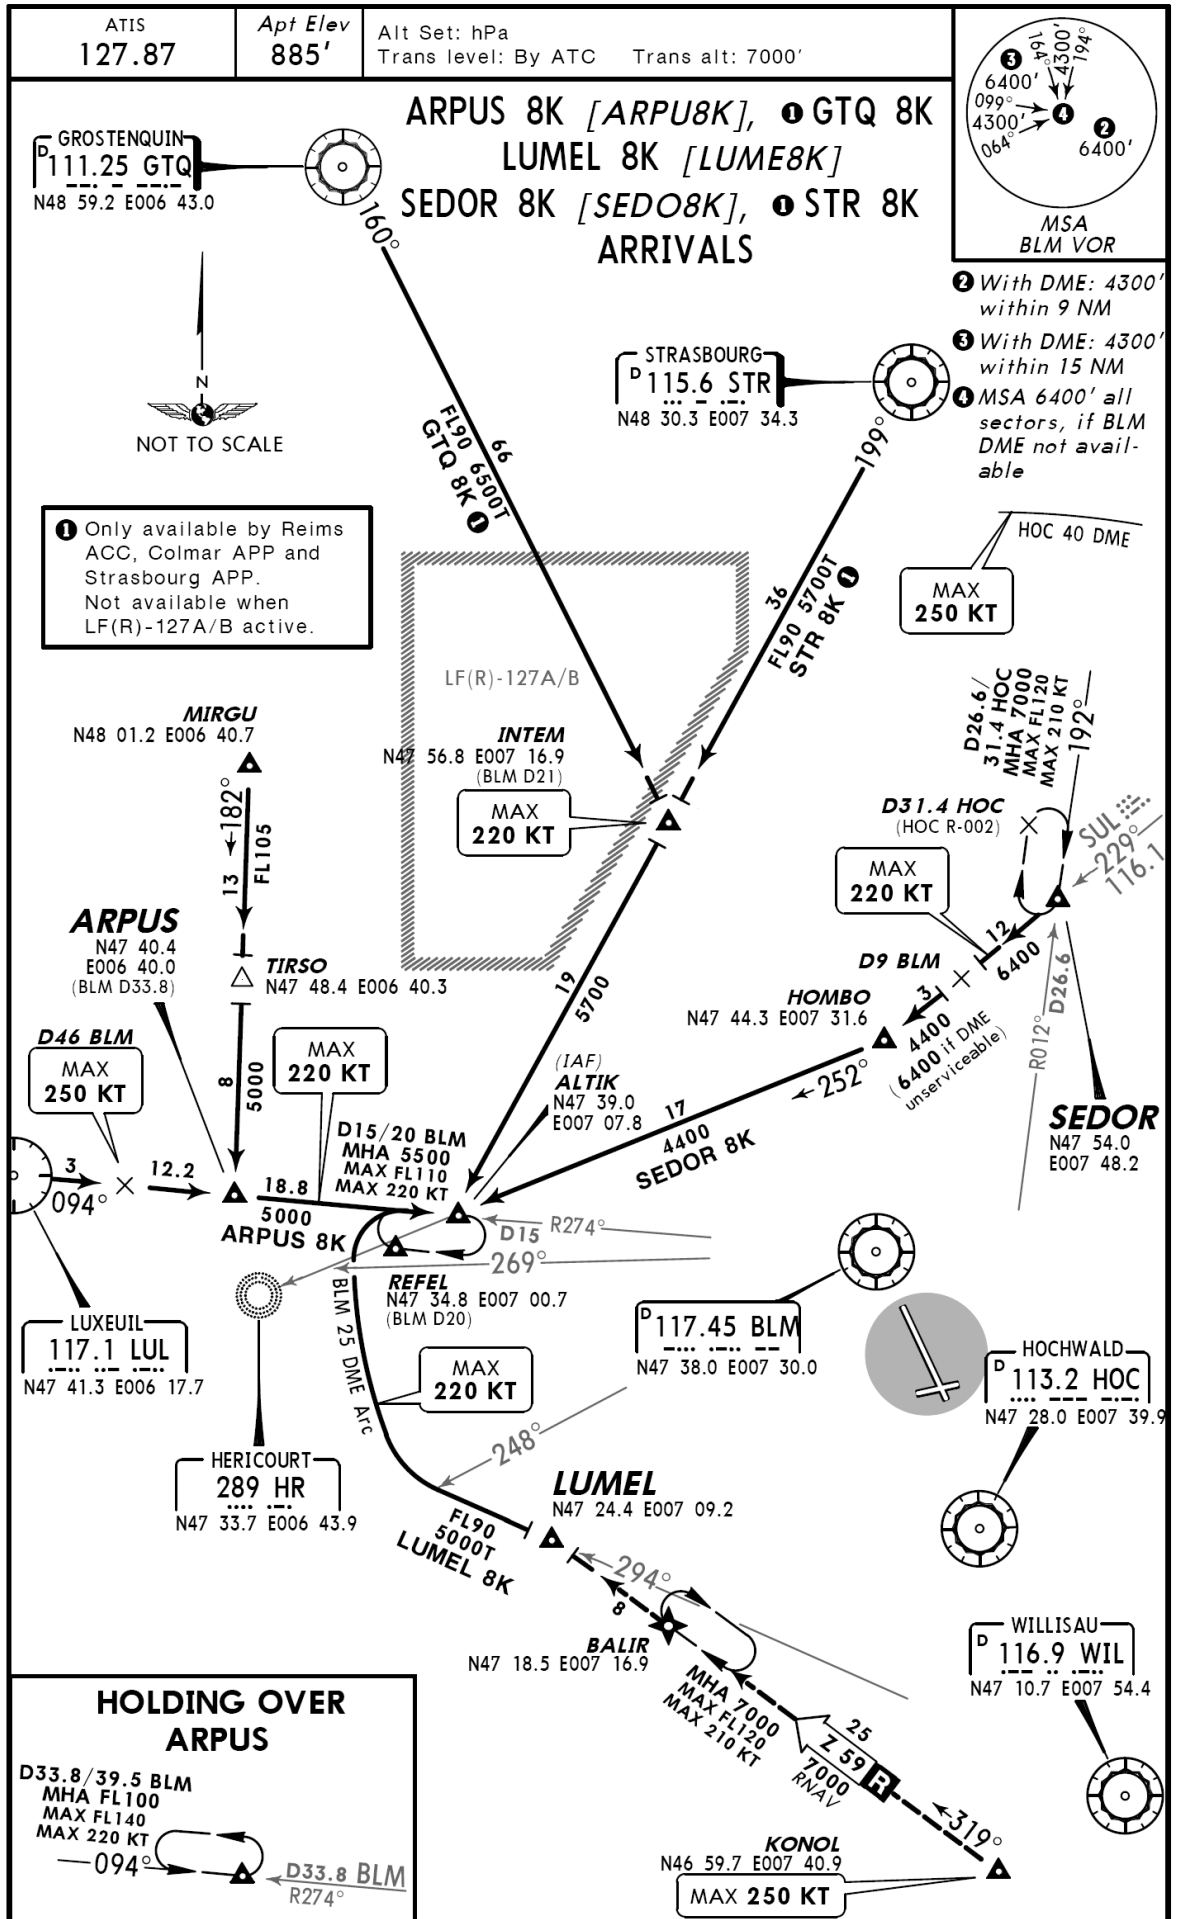 ATIS
127.87
Apt Elev
885'
Alt Set: hPa
Trans level: By ATC Trans alt: 7000'
3
6400'
164°
4300'
194°
099°
4300'
064°
4
2
6400'
MSA
BLM VOR
ARPUS 8K [ARPU8K], 1 GTQ 8K
LUMEL 8K [LUME8K]
SEDOR 8K [SEDO8K], 1 STR 8K
ARRIVALS
2 With DME: 4300'
within 9 NM
3 With DME: 4300'
within 15 NM
4 MSA 6400' all
sectors, if BLM
DME not avail-
able
GROSTENQUIN
D 111.25 GTQ
N48 59.2 E006 43.0
160°
N
NOT TO SCALE
STRASBOURG
D 115.6 STR
N48 30.3 E007 34.3
199°
66
FL90 6500T
GTQ 8K 1
1 Only available by Reims
ACC, Colmar APP and
Strasbourg APP.
Not available when
LF(R)-127A/B active.
HOC 40 DME
MAX
250 KT
36
FL90 5700T
STR 8K 1
LF(R)-127A/B
MIRGU
N48 01.2 E006 40.7
INTEM
N47 56.8 E007 16.9
(BLM D21)
MAX
220 KT
D26.6/
31.4 HOC
MHA 7000
MAX FL120
MAX 210 KT
192°
D31.4 HOC
(HOC R-002)
SUL
229°
116.1
MAX
220 KT
182°
13
FL105
ARPUS
N47 40.4
E006 40.0
(BLM D33.8)
TIRSO
N47 48.4 E006 40.3
12
6400
D9 BLM
3
4400
(6400 if DME
unserviceable)
HOMBO
N47 44.3 E007 31.6
R012°
D26.6
19
5700
D46 BLM
MAX
250 KT
MAX
220 KT
8
5000
(IAF)
ALTIK
N47 39.0
E007 07.8
252°
17
4400
SEDOR 8K
SEDOR
N47 54.0
E007 48.2
D15/20 BLM
MHA 5500
MAX FL110
MAX 220 KT
3
094°
12.2
18.8
5000
ARPUS 8K
D15 R274°
269°
REFEL
N47 34.8 E007 00.7
(BLM D20)
LUXEUIL
117.1 LUL
N47 41.3 E006 17.7
BLM 25 DME Arc
MAX
220 KT
D 117.45 BLM
N47 38.0 E007 30.0
HOCHWALD
D 113.2 HOC
N47 28.0 E007 39.9
HERICOURT
289 HR
N47 33.7 E006 43.9
248°
LUMEL
N47 24.4 E007 09.2
FL90
5000T
LUMEL 8K
294°
8
BALIR
N47 18.5 E007 16.9
MHA 7000
MAX FL120
MAX 210 KT
WILLISAU
D 116.9 WIL
N47 10.7 E007 54.4
25
Z 59 R
7000
RNAV
319°
KONOL
N46 59.7 E007 40.9
MAX 250 KT
HOLDING OVER
ARPUS
D33.8/39.5 BLM
MHA FL100
MAX FL140
MAX 220 KT
094°
D33.8 BLM
R274°